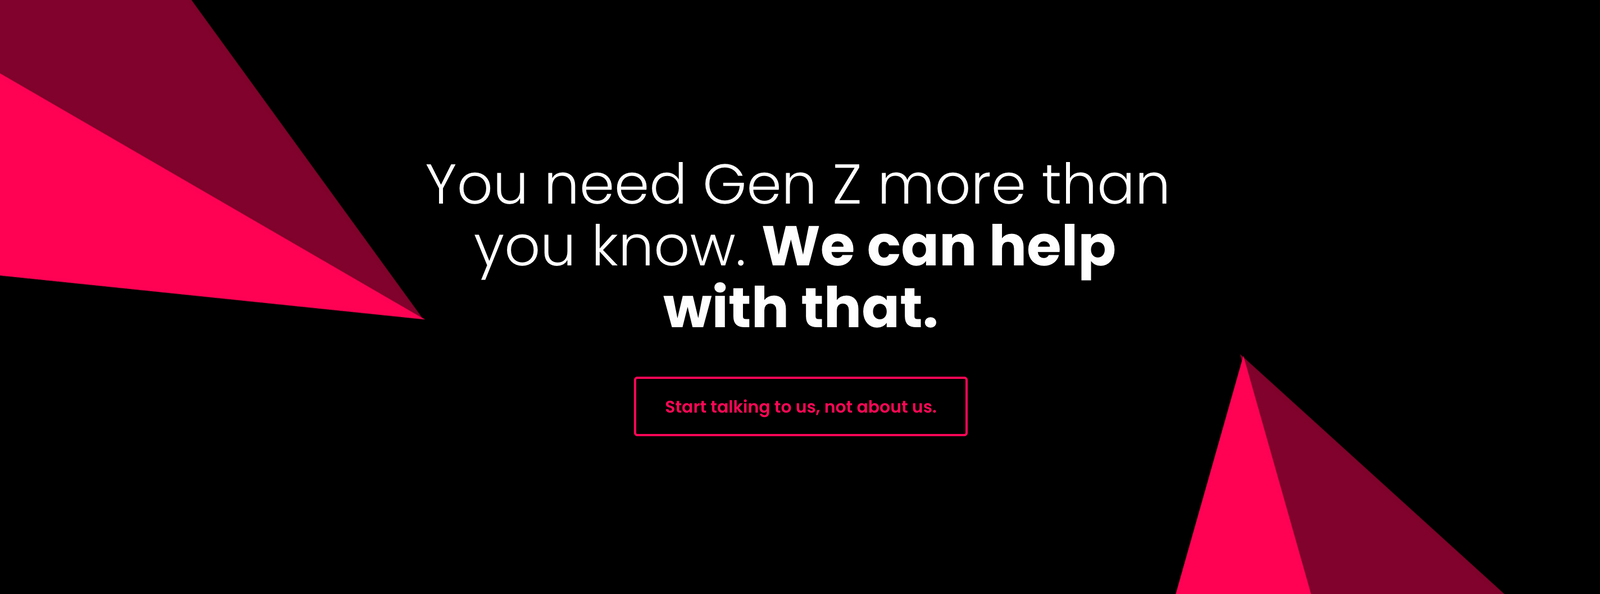 You need Gen Z more than
you know. We can help
with that.
Start talking to us, not about us.